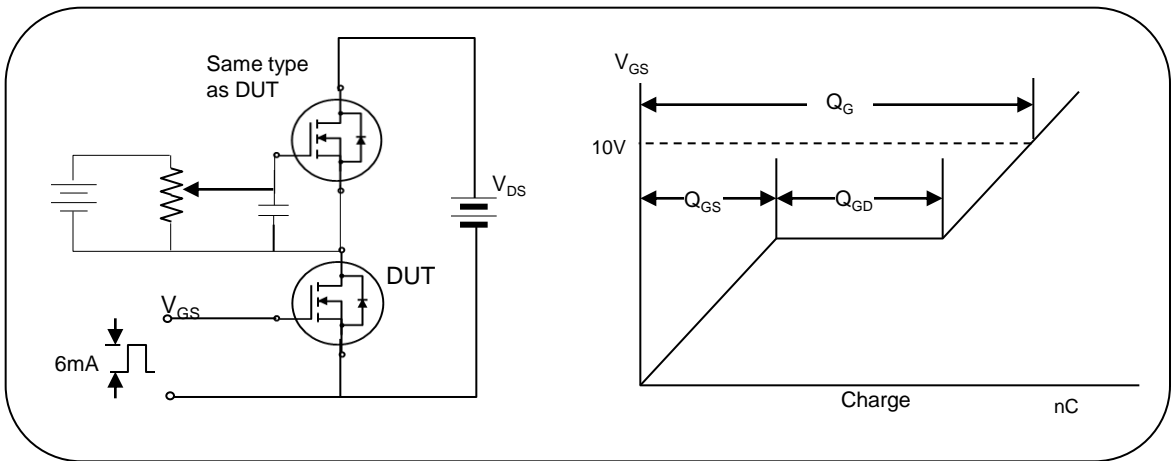 Same type
as DUT
V_DS
DUT
V_GS
6mA
V_GS
Q_G
10V
Q_GS
Q_GD
Charge
nC